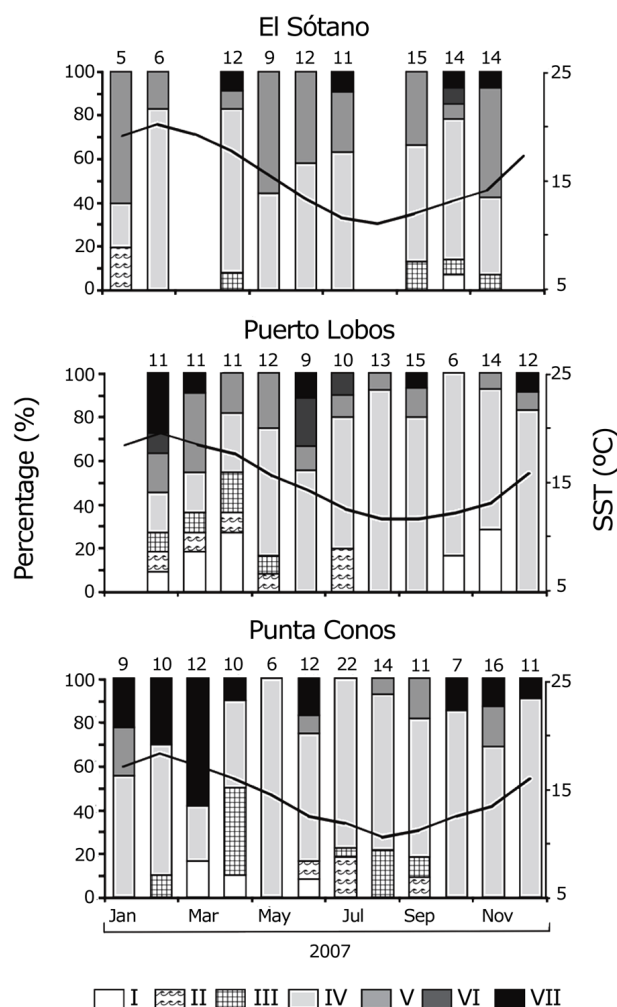 El Sótano
5 6 12 9 12 11 15 14 14
100 25
80
60 15
40
20
0 5
Puerto Lobos
11 11 11 12 9 10 13 15 6 14 12
100 25
80
60 15
40
20
0 5
Percentage (%)
SST (ºC)
Punta Conos
9 10 12 10 6 12 22 14 11 7 16 11
100 25
80
60 15
40
20
0 5
Jan Mar May Jul Sep Nov
2007
I II III IV V VI VII